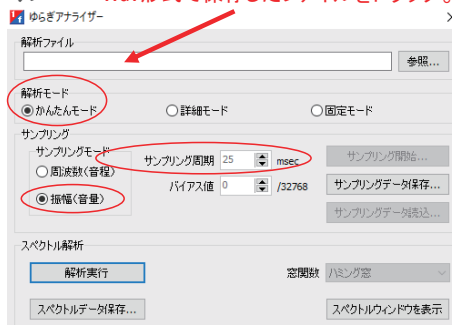 ゆらぎアナライザー
解析ファイル
参照...
解析モード
かんたんモード 詳細モード 固定モード
サンプリング
サンプリングモード
周波数(音程)
振幅(音量)
サンプリング周期 25 msec
バイアス値 0 /32768
サンプリング開始...
サンプリングデータ保存...
サンプリングデータ読込...
スペクトル解析
解析実行 窓関数 ハミング窓
スペクトルデータ保存... スペクトルウィンドウを表示